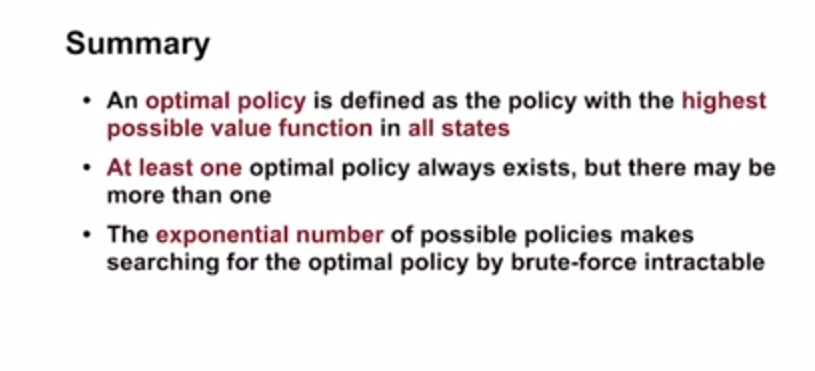 Summary
• An optimal policy is defined as the policy with the highest
possible value function in all states
• At least one optimal policy always exists, but there may be
more than one
• The exponential number of possible policies makes
searching for the optimal policy by brute-force intractable